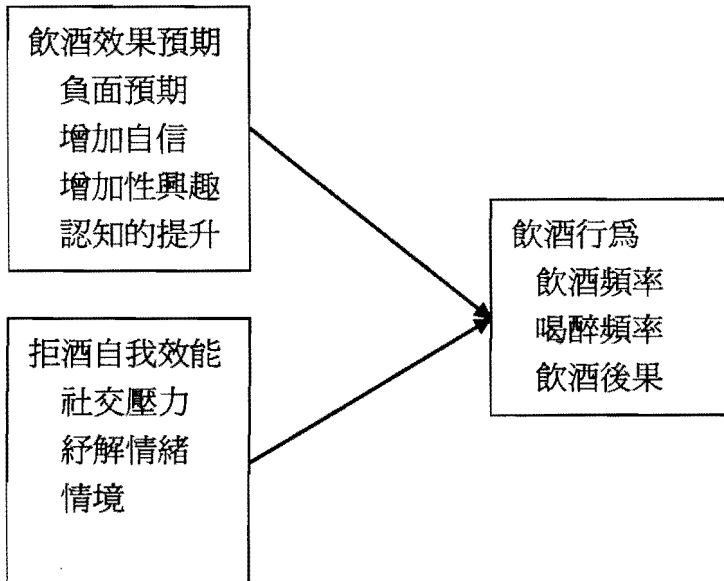 飲酒效果預期
負面預期
增加自信
增加性興趣
認知的提升
拒酒自我效能
社交壓力
紓解情緒
情境
飲酒行為
飲酒頻率
喝醉頻率
飲酒後果